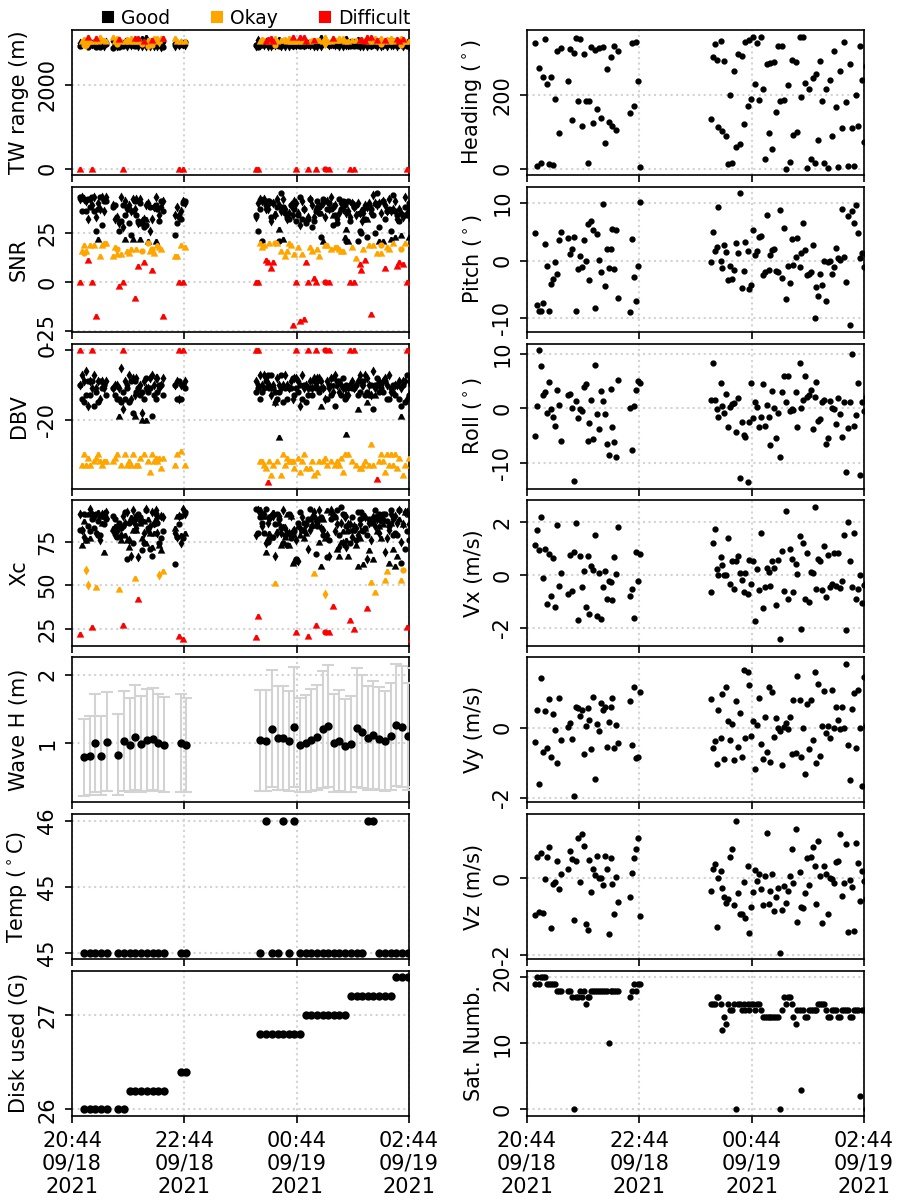 Good Okay Difficult
TW range (m)
2000
0
SNR
25
0
-25
DBV
0
-20
Xc
75
50
25
Wave H (m)
2
1
Temp (°C)
46
45
45
Disk used (G)
27
26
20:44 22:44 00:44 02:44
09/18 09/18 09/19 09/19
2021 2021 2021 2021
Heading (°)
200
0
Pitch (°)
10
0
-10
Roll (°)
10
0
-10
Vx (m/s)
2
0
-2
Vy (m/s)
0
-2
Vz (m/s)
0
-2
Sat. Numb.
20
10
0
20:44 22:44 00:44 02:44
09/18 09/18 09/19 09/19
2021 2021 2021 2021